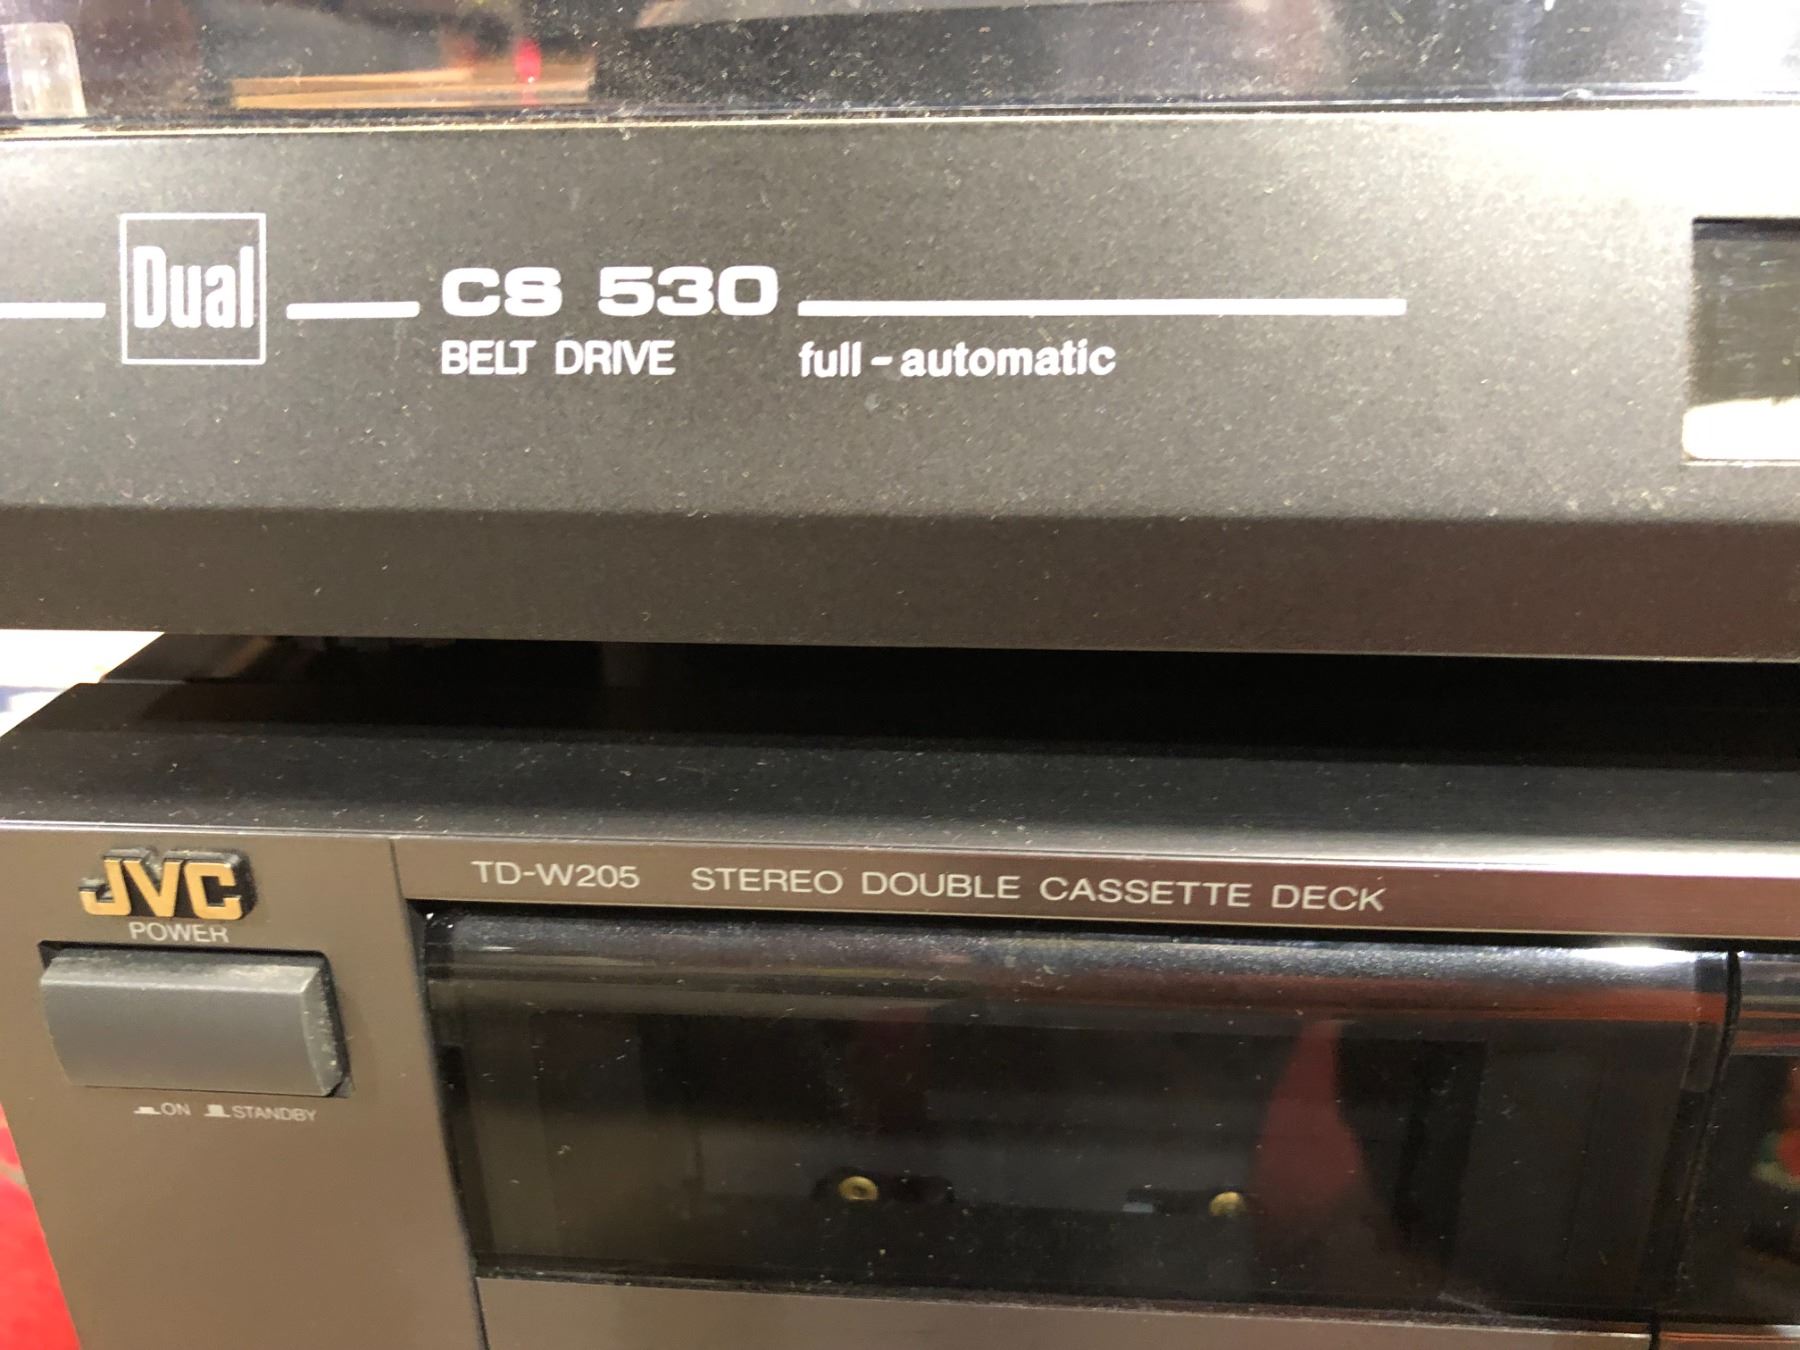 Dual
CS 530
BELT DRIVE full-automatic
JVC
TD-W205 STEREO DOUBLE CASSETTE DECK
POWER
ON STANDBY